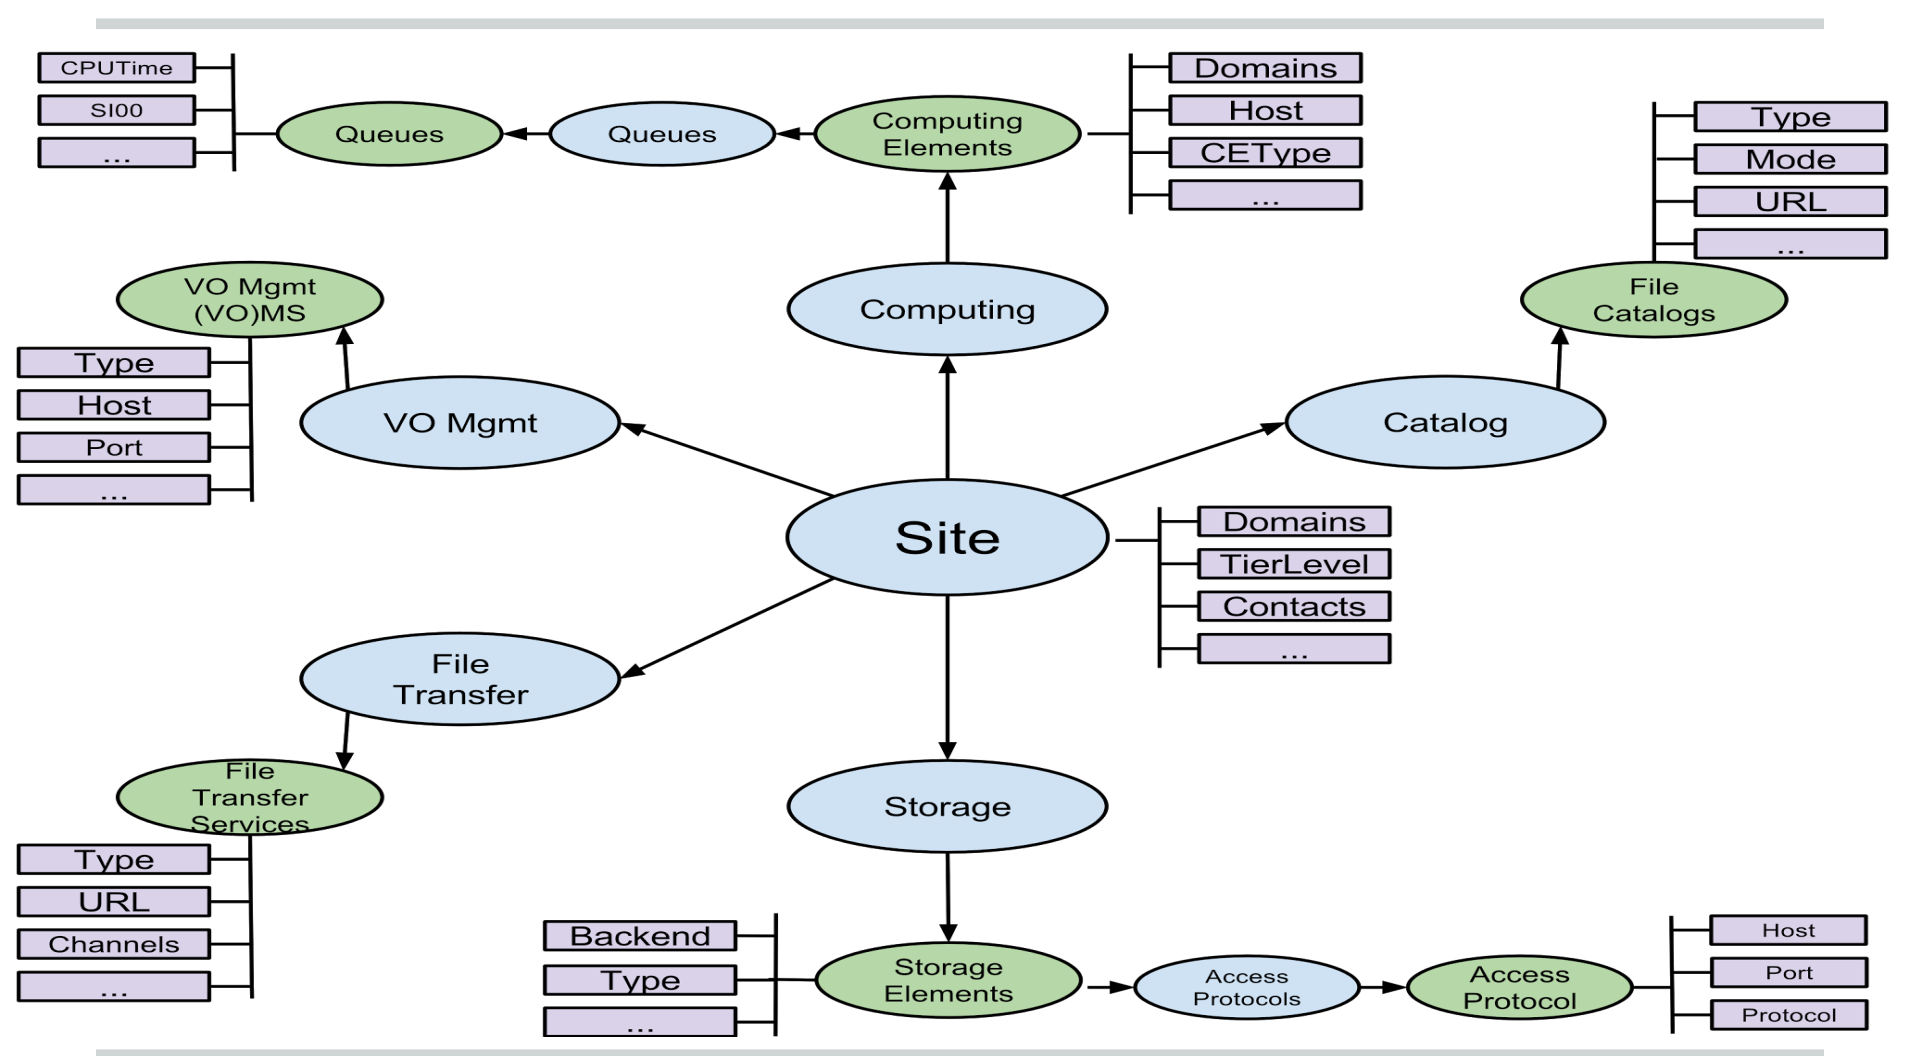 CPUTime
SI00
...
Queues
Queues
Computing
Elements
Domains
Host
CEType
...
Type
Mode
URL
...
File
Catalogs
VO Mgmt
(VO)MS
Type
Host
Port
...
VO Mgmt
Computing
Catalog
Site
Domains
TierLevel
Contacts
...
File
Transfer
File
Transfer
Services
Type
URL
Channels
...
Storage
Backend
Type
...
Storage
Elements
Access
Protocols
Access
Protocol
Host
Port
Protocol